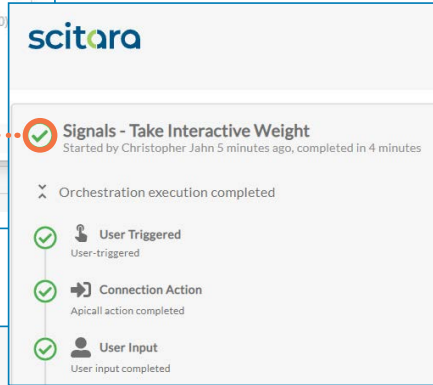 0)
scitara
Signals - Take Interactive Weight
Started by Christopher Jahn 5 minutes ago, completed in 4 minutes
Orchestration execution completed
User Triggered
User-triggered
Connection Action
Apicall action completed
User Input
User input completed